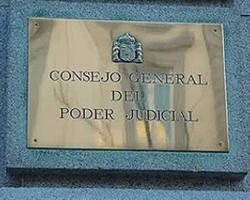 CONSEJO GENERAL
DEL
PODER JUDICIAL